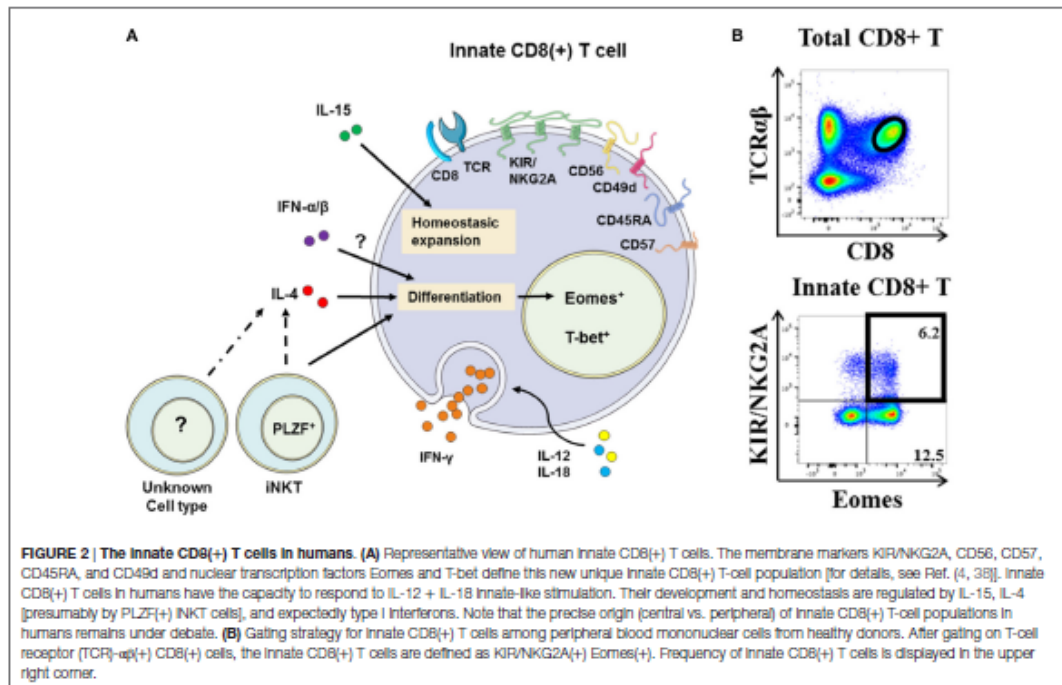 A
Innate CD8(+) T cell
IL-15
CD8
TCR
KIR/
NKG2A
CD56
CD49d
CD45RA
CD57
IFN-α/β
?
Homeostasic
expansion
IL-4
Differentiation
Eomes⁺
T-bet⁺
?
PLZF⁺
IFN-γ
IL-12
IL-18
Unknown
Cell type
iNKT
B
Total CD8+ T
TCRαβ
CD8
Innate CD8+ T
KIR/NKG2A
6.2
12.5
Eomes
FIGURE 2 | The innate CD8(+) T cells in humans. (A) Representative view of human innate CD8(+) T cells. The membrane markers KIR/NKG2A, CD56, CD57,
CD45RA, and CD49d and nuclear transcription factors Eomes and T-bet define this new unique innate CD8(+) T-cell population [for details, see Ref. (4, 38)]. Innate
CD8(+) T cells in humans have the capacity to respond to IL-12 + IL-18 innate-like stimulation. Their development and homeostasis are regulated by IL-15, IL-4
[presumably by PLZF(+) iNKT cells], and expectedly type I interferons. Note that the precise origin (central vs. peripheral) of innate CD8(+) T-cell populations in
humans remains under debate. (B) Gating strategy for innate CD8(+) T cells among peripheral blood mononuclear cells from healthy donors. After gating on T-cell
receptor (TCR)-αβ(+) CD8(+) cells, the innate CD8(+) T cells are defined as KIR/NKG2A(+) Eomes(+). Frequency of innate CD8(+) T cells is displayed in the upper
right corner.